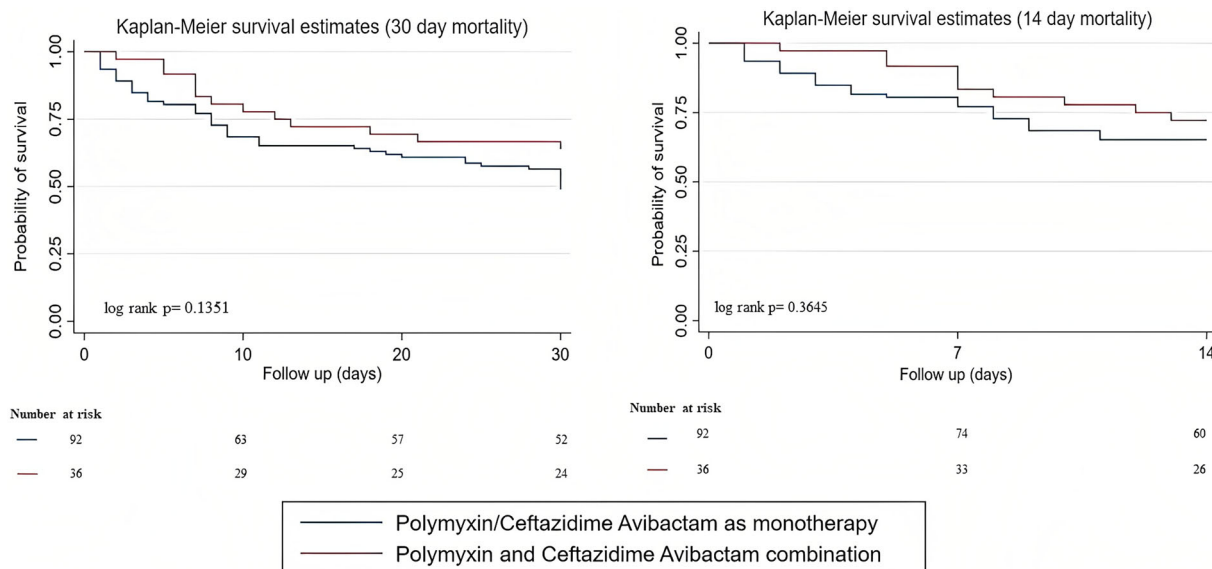 Kaplan-Meier survival estimates (30 day mortality)
Probability of survival
1.00
0.75
0.50
0.25
0.00
log rank p= 0.1351
0 10 20 30
Follow up (days)
Number at risk
92 63 57 52
36 29 25 24
Kaplan-Meier survival estimates (14 day mortality)
Probability of survival
1.00
0.75
0.50
0.25
0.00
log rank p= 0.3645
0 7 14
Follow up (days)
Number at risk
92 74 60
36 33 26
Polymyxin/Ceftazidime Avibactam as monotherapy
Polymyxin and Ceftazidime Avibactam combination